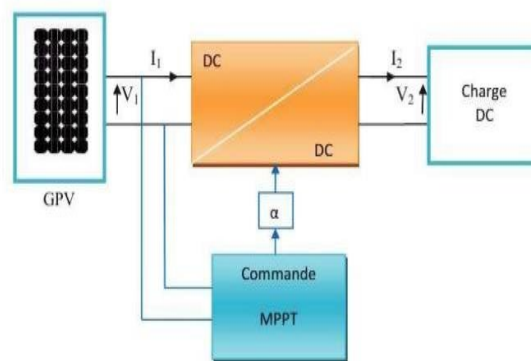 I₁
DC
I₂
V₁
V₂
Charge
DC
DC
GPV
α
Commande
MPPT